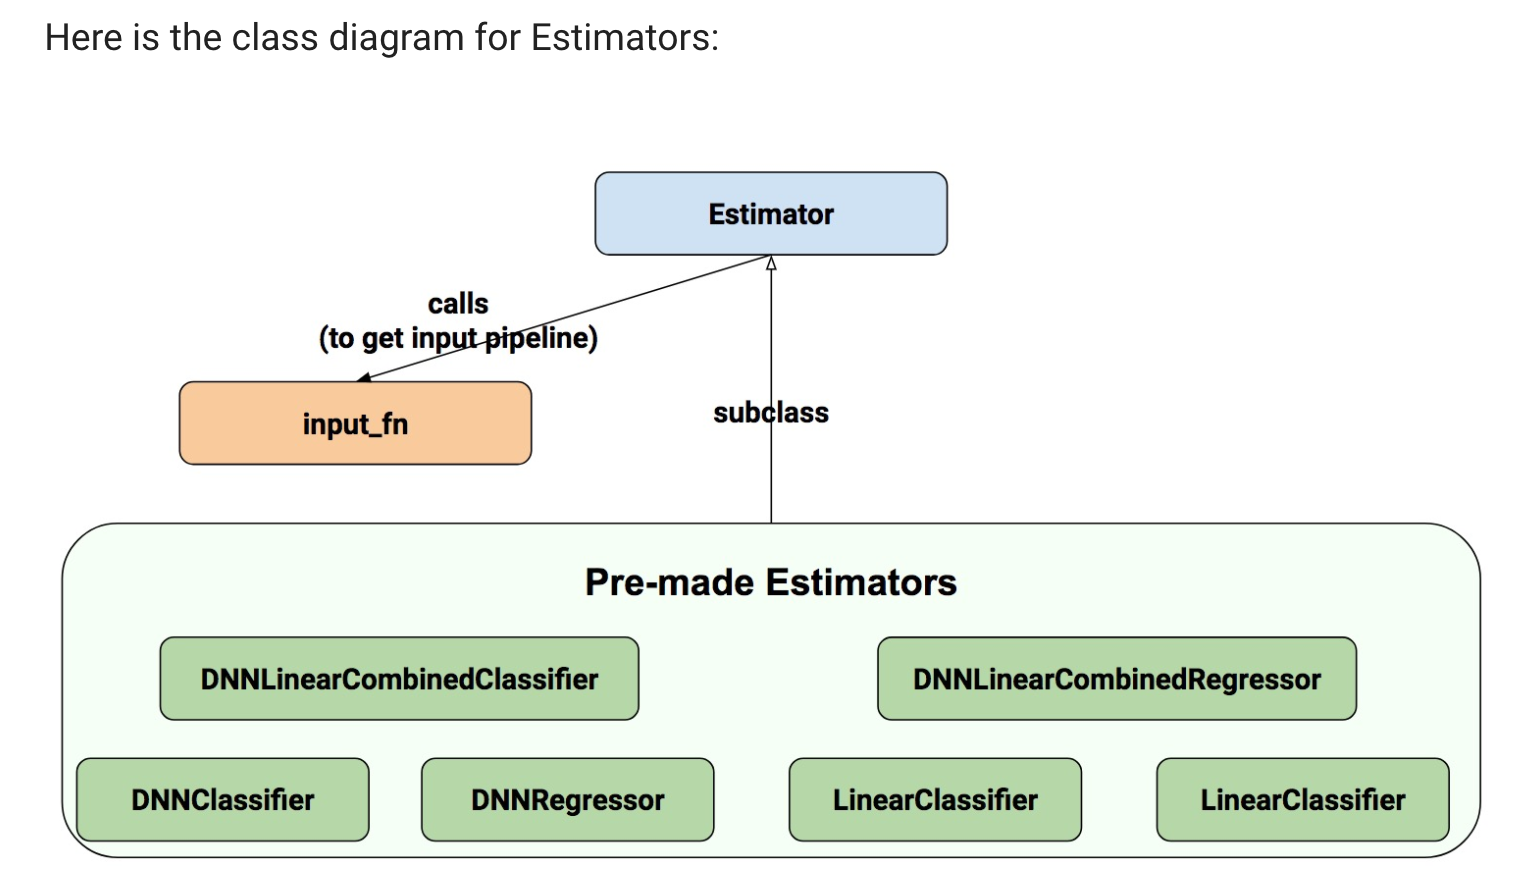 Here is the class diagram for Estimators:
Estimator
calls
(to get input pipeline)
input_fn
subclass
Pre-made Estimators
DNNLinearCombinedClassifier
DNNLinearCombinedRegressor
DNNClassifier
DNNRegressor
LinearClassifier
LinearClassifier